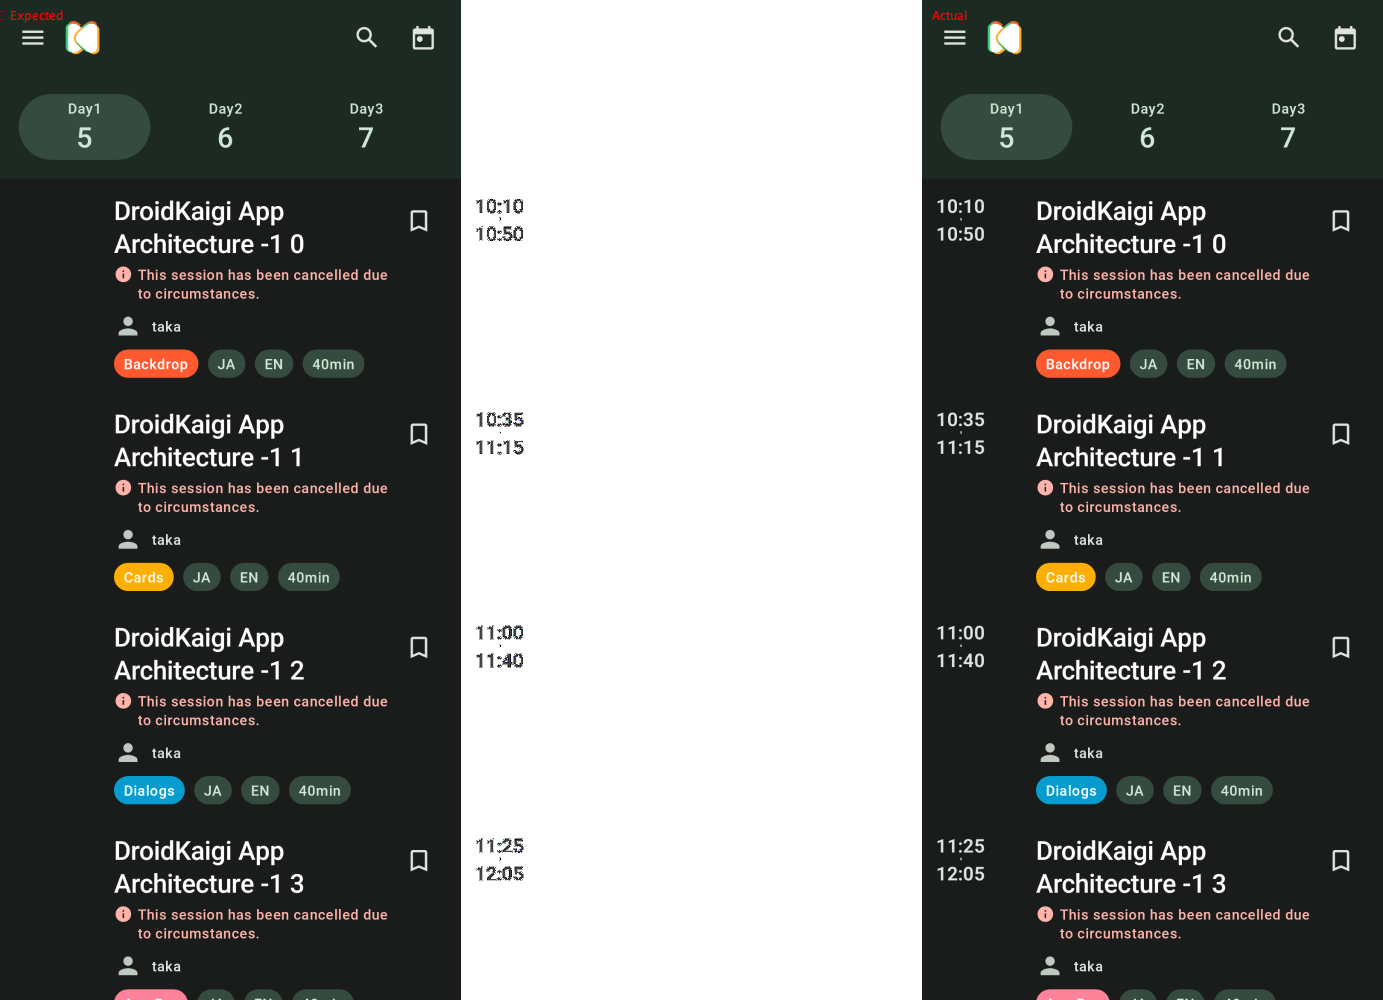 Expected
Day1
5
Day2
6
Day3
7
DroidKaigi App
Architecture -1 0
This session has been cancelled due
to circumstances.
taka
Backdrop
JA
EN
40min
DroidKaigi App
Architecture -1 1
This session has been cancelled due
to circumstances.
taka
Cards
JA
EN
40min
DroidKaigi App
Architecture -1 2
This session has been cancelled due
to circumstances.
taka
Dialogs
JA
EN
40min
DroidKaigi App
Architecture -1 3
This session has been cancelled due
to circumstances.
taka
10:10
10:50
10:35
11:15
11:00
11:40
11:25
12:05
Actual
Day1
5
Day2
6
Day3
7
10:10
10:50
DroidKaigi App
Architecture -1 0
This session has been cancelled due
to circumstances.
taka
Backdrop
JA
EN
40min
10:35
11:15
DroidKaigi App
Architecture -1 1
This session has been cancelled due
to circumstances.
taka
Cards
JA
EN
40min
11:00
11:40
DroidKaigi App
Architecture -1 2
This session has been cancelled due
to circumstances.
taka
Dialogs
JA
EN
40min
11:25
12:05
DroidKaigi App
Architecture -1 3
This session has been cancelled due
to circumstances.
taka